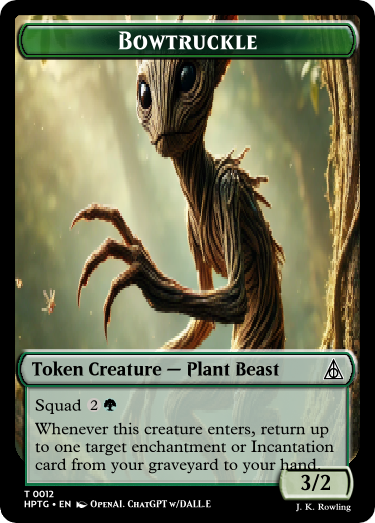 Bowtruckle
Token Creature — Plant Beast
Squad 2
Whenever this creature enters, return up
to one target enchantment or Incantation
card from your graveyard to your hand.
3/2
T 0012
HPTG • EN OpenAI. ChatGPT w/DALL.E
J. K. Rowling